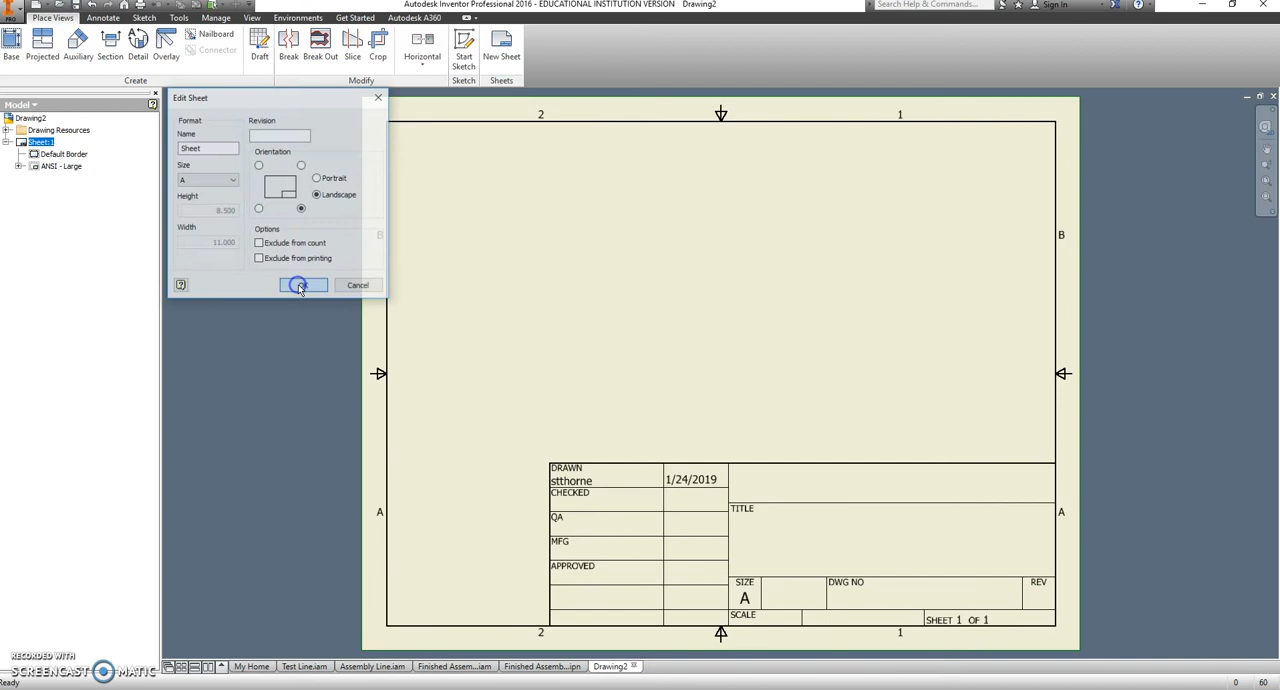 Autodesk Inventor Professional 2016 - EDUCATIONAL INSTITUTION VERSION Drawing2
Search Help & Commands...
Sign In
PRO
Place Views Annotate Sketch Tools Manage View Environments Get Started Autodesk A360
Base Projected Auxiliary Section Detail Overlay
Nailboard
Connector
Draft Break Break Out Slice Crop Horizontal
Start Sketch
New Sheet
Create Modify Sketch Sheets
Model
Drawing2
Drawing Resources
Sheet:1
Default Border
ANSI - Large
Edit Sheet
Format
Name
Sheet
Size
A
Height
8.500
Width
11.000
Revision
Orientation
Portrait
Landscape
Options
Exclude from count
Exclude from printing
Cancel
2 1
B B
A A
DRAWN
stthorne 1/24/2019
CHECKED
QA
MFG
APPROVED
TITLE
SIZE
A
DWG NO
REV
SCALE
SHEET 1 OF 1
2 1
RECORDED WITH
SCREENCAST MATIC
My Home Test Line.iam Assembly Line.iam Finished Assem...iam Finished Assemb...ipn Drawing2
Ready
0 60